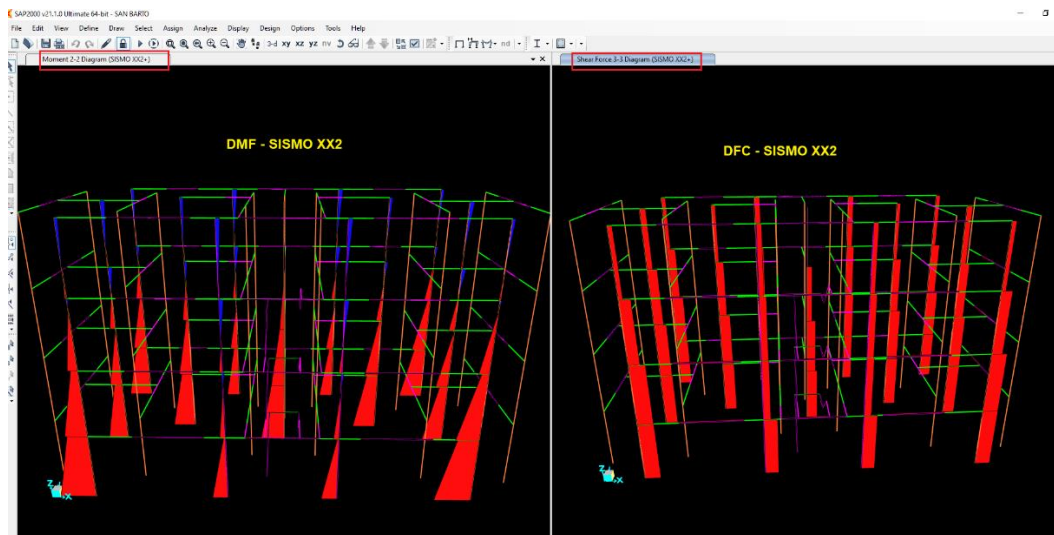 SAP2000 v21.1.0 Ultimate 64-bit - SAN BARTO
File Edit View Define Draw Select Assign Analyze Display Design Options Tools Help
3-d xy xz yz nv
nd
Moment 2-2 Diagram (SISMO XX2+)
Shear Force 3-3 Diagram (SISMO XX2+)
DMF - SISMO XX2
DFC - SISMO XX2
Z
X
Z
X